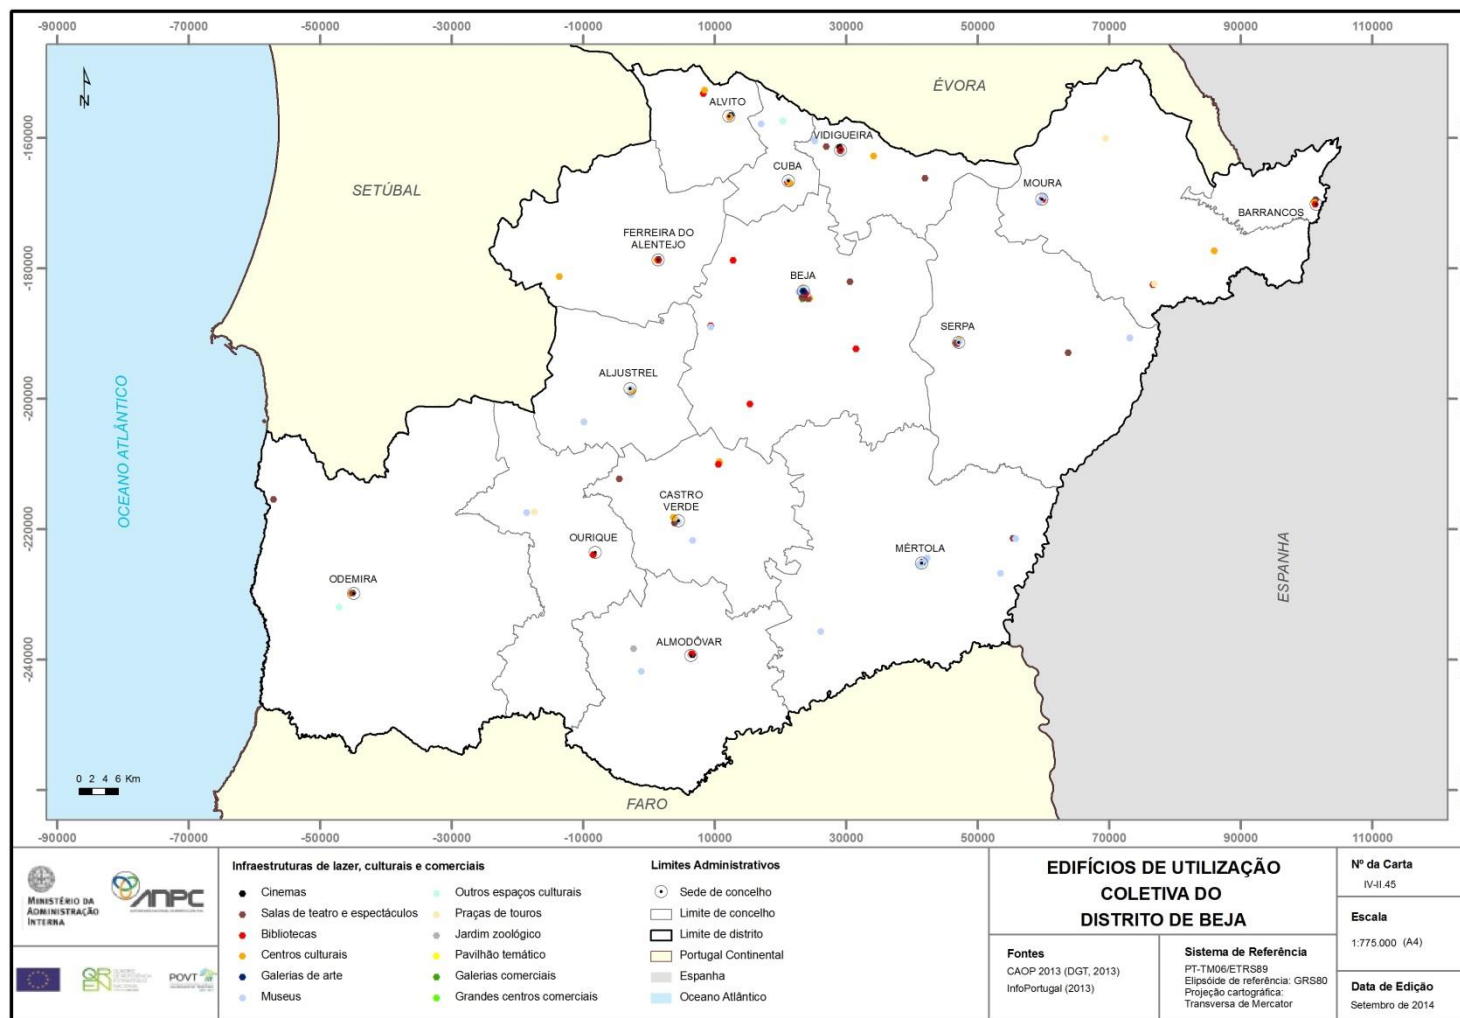 -90000 -70000 -50000 -30000 -10000 10000 30000 50000 70000 90000 110000
N
ÉVORA
ALVITO
VIDIGUEIRA
-160000 -160000
CUBA
SETÚBAL
MOURA
BARRANCOS
FERREIRA DO
ALENTEJO
-180000 -180000
BEJA
SERPA
ALJUSTREL
-200000 -200000
OCEANO ATLÂNTICO
CASTRO
VERDE
-220000 -220000
OURIQUE
MÉRTOLA
ESPANHA
ODEMIRA
ALMODÔVAR
-240000 -240000
0 2 4 6 Km
FARO
-90000 -70000 -50000 -30000 -10000 10000 30000 50000 70000 90000 110000
MINISTÉRIO DA
ADMINISTRAÇÃO
INTERNA
ANPC
QREN
POVT
Infraestruturas de lazer, culturais e comerciais
Cinemas
Salas de teatro e espectáculos
Bibliotecas
Centros culturais
Galerias de arte
Museus
Outros espaços culturais
Praças de touros
Jardim zoológico
Pavilhão temático
Galerias comerciais
Grandes centros comerciais
Limites Administrativos
Sede de concelho
Limite de concelho
Limite de distrito
Portugal Continental
Espanha
Oceano Atlântico
EDIFÍCIOS DE UTILIZAÇÃO
COLETIVA DO
DISTRITO DE BEJA
Fontes
CAOP 2013 (DGT, 2013)
InfoPortugal (2013)
Sistema de Referência
PT-TM06/ETRS89
Elipsóide de referência: GRS80
Projeção cartográfica:
Transversa de Mercator
Nº da Carta
IV-II.45
Escala
1:775.000 (A4)
Data de Edição
Setembro de 2014